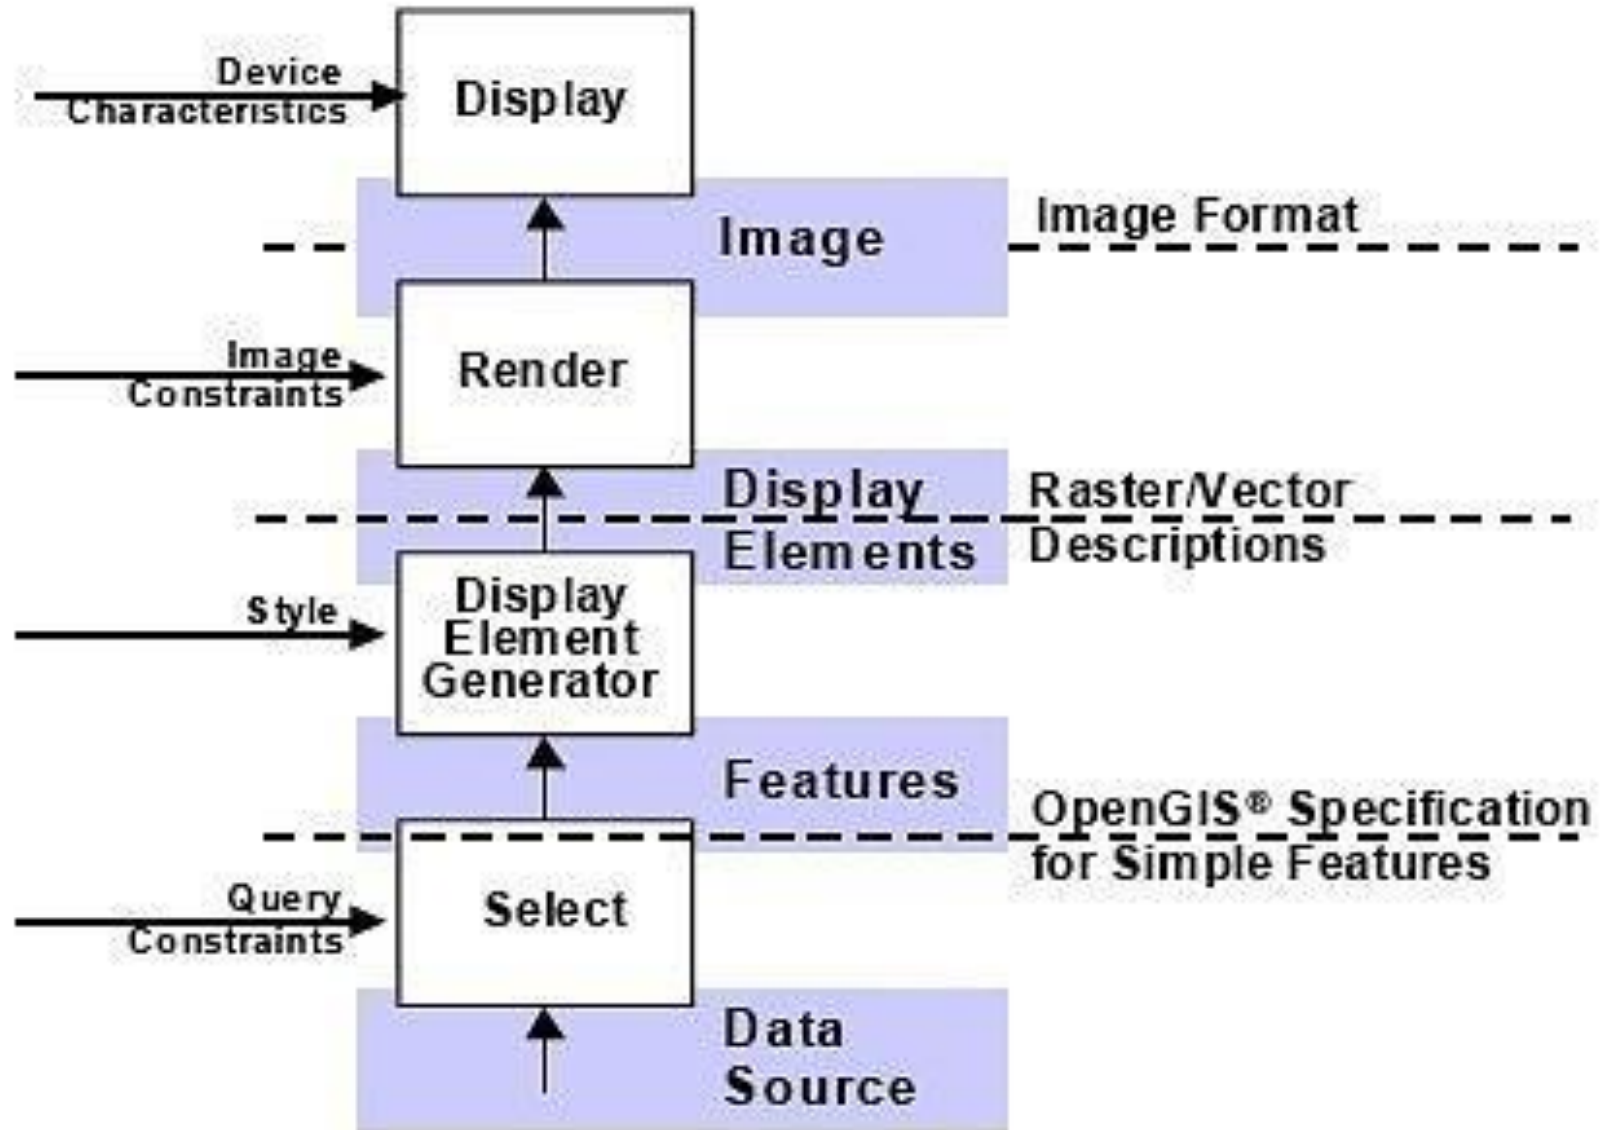 Device
Characteristics
Display
Image
Image Format
Image
Constraints
Render
Display
Elements
Raster/Vector
Descriptions
Style
Display
Element
Generator
Features
OpenGIS® Specification
for Simple Features
Query
Constraints
Select
Data
Source